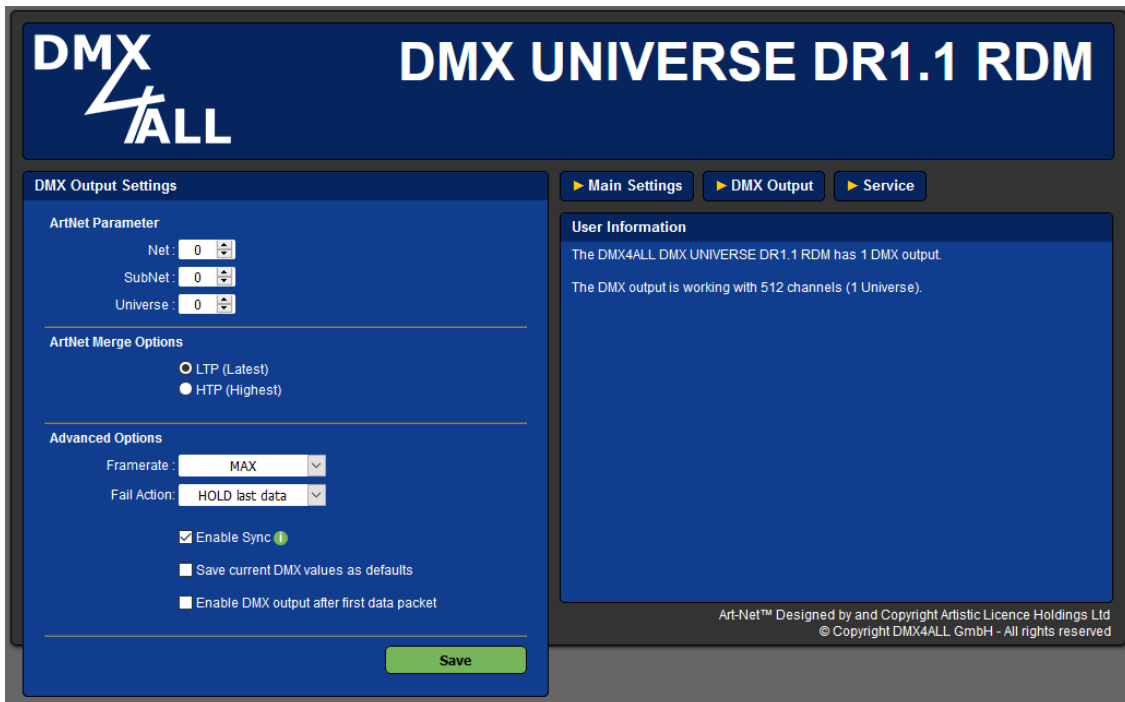 DMX
4
ALL
DMX UNIVERSE DR1.1 RDM
DMX Output Settings
ArtNet Parameter
Net : 0
SubNet : 0
Universe : 0
ArtNet Merge Options
LTP (Latest)
HTP (Highest)
Advanced Options
Framerate : MAX
Fail Action: HOLD last data
Enable Sync i
Save current DMX values as defaults
Enable DMX output after first data packet
Save
Main Settings
DMX Output
Service
User Information
The DMX4ALL DMX UNIVERSE DR1.1 RDM has 1 DMX output.
The DMX output is working with 512 channels (1 Universe).
Art-Net™ Designed by and Copyright Artistic Licence Holdings Ltd
© Copyright DMX4ALL GmbH - All rights reserved